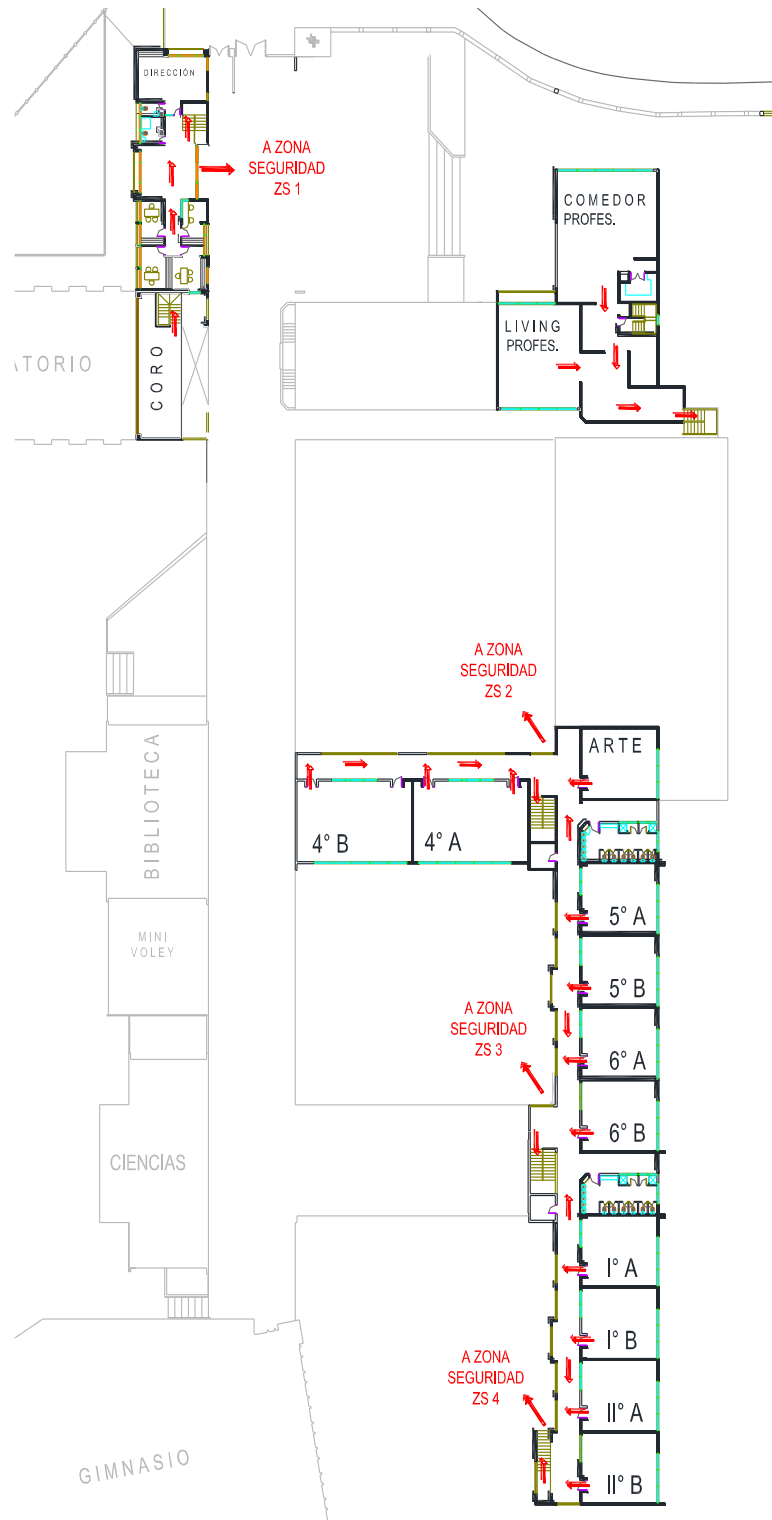 DIRECCIÓN
A ZONA
SEGURIDAD
ZS 1
COMEDOR
PROFES.
LIVING
PROFES.
ATORIO
CORO
A ZONA
SEGURIDAD
ZS 2
ARTE
BIBLIOTECA
4° B
4° A
5° A
MINI
VOLEY
5° B
A ZONA
SEGURIDAD
ZS 3
6° A
6° B
CIENCIAS
I° A
I° B
A ZONA
SEGURIDAD
ZS 4
II° A
GIMNASIO
II° B